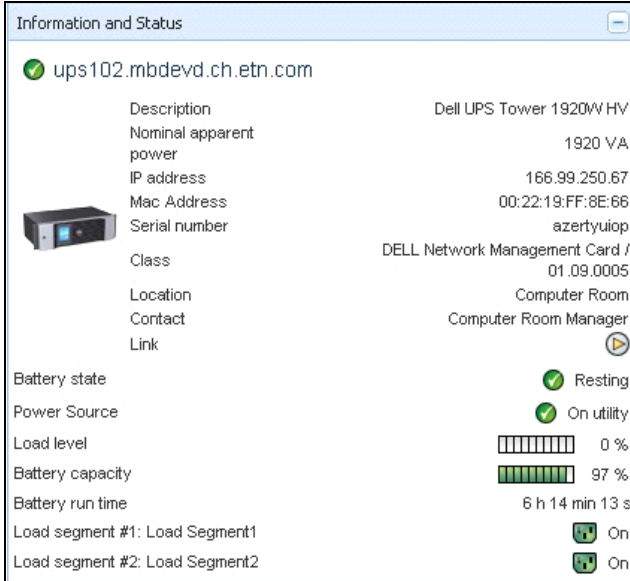 Information and Status
ups102.mbdevd.ch.etn.com
Description Dell UPS Tower 1920W HV
Nominal apparent
power 1920 VA
IP address 166.99.250.67
Mac Address 00:22:19:FF:8E:66
Serial number azertyuiop
Class DELL Network Management Card /
01.09.0005
Location Computer Room
Contact Computer Room Manager
Link
Battery state Resting
Power Source On utility
Load level 0 %
Battery capacity 97 %
Battery run time 6 h 14 min 13 s
Load segment #1: Load Segment1 On
Load segment #2: Load Segment2 On